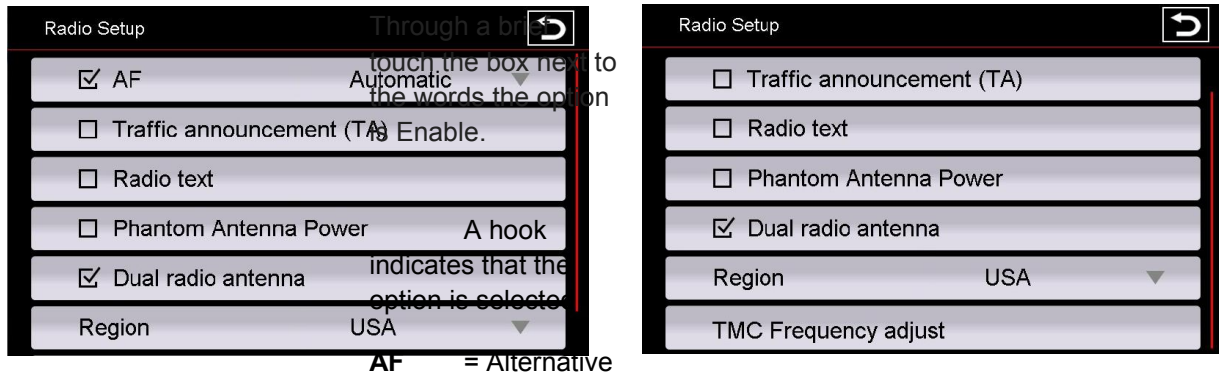 Radio Setup
AF Automatic
Traffic announcement (TA)
Radio text
Phantom Antenna Power
Dual radio antenna
Region USA
Through a brief
touch the box next to
the words the option
is Enable.
A hook
indicates that the
option is selected
AF = Alternative
Radio Setup
Traffic announcement (TA)
Radio text
Phantom Antenna Power
Dual radio antenna
Region USA
TMC Frequency adjust